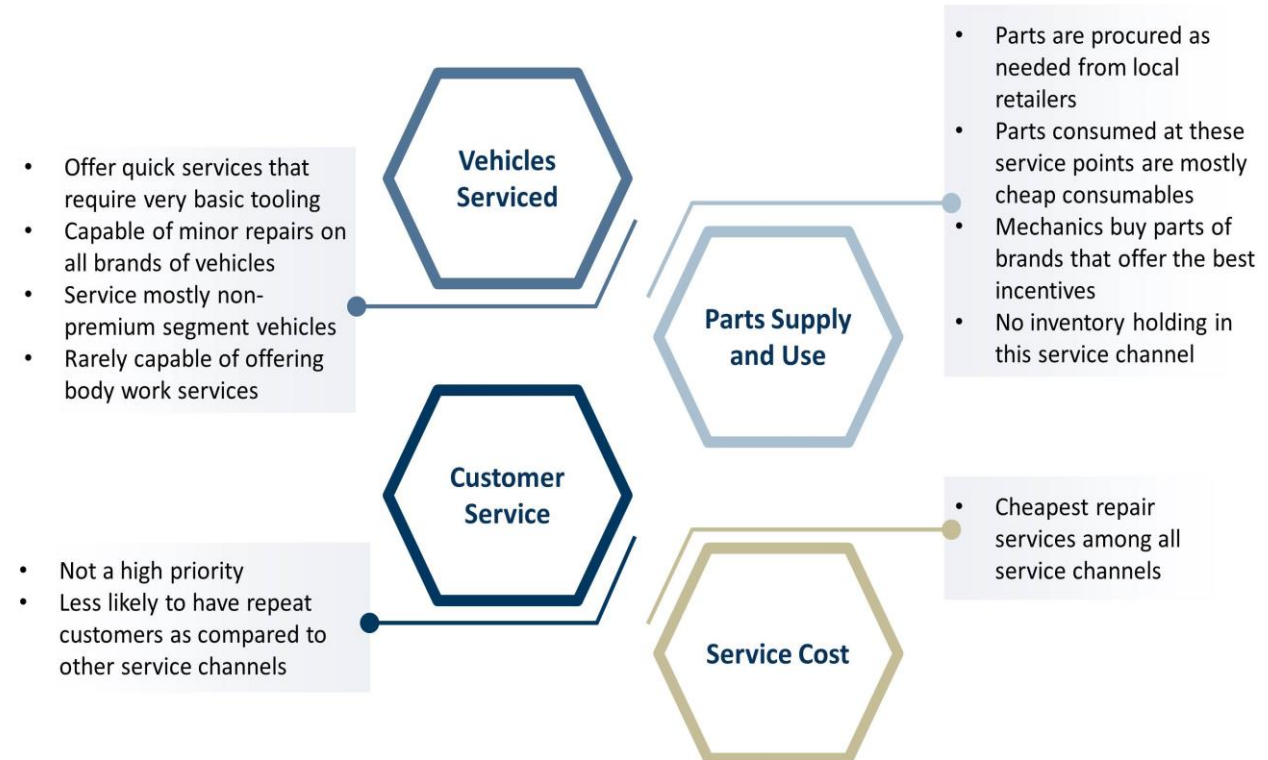 Vehicles
Serviced
• Offer quick services that
require very basic tooling
• Capable of minor repairs on
all brands of vehicles
• Service mostly non-
premium segment vehicles
• Rarely capable of offering
body work services
• Parts are procured as
needed from local
retailers
• Parts consumed at these
service points are mostly
cheap consumables
• Mechanics buy parts of
brands that offer the best
incentives
• No inventory holding in
this service channel
Parts Supply
and Use
Customer
Service
• Not a high priority
• Less likely to have repeat
customers as compared to
other service channels
• Cheapest repair
services among all
service channels
Service Cost